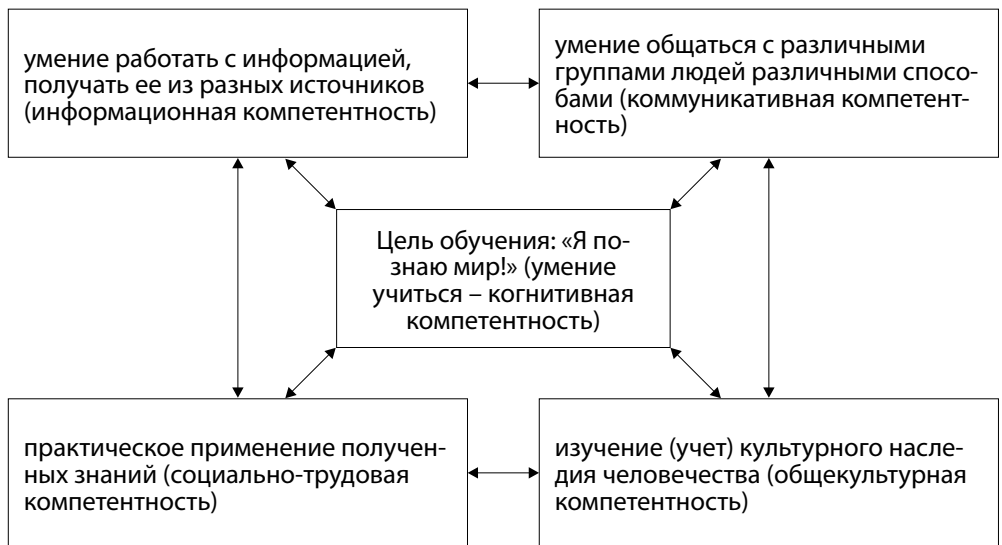 умение работать с информацией,
получать ее из разных источников
(информационная компетентность)
умение общаться с различными
группами людей различными спосо-
бами (коммуникативная компетент-
ность)
Цель обучения: «Я по-
знаю мир!» (умение
учиться – когнитивная
компетентность)
практическое применение получен-
ных знаний (социально-трудовая
компетентность)
изучение (учет) культурного насле-
дия человечества (общекультурная
компетентность)